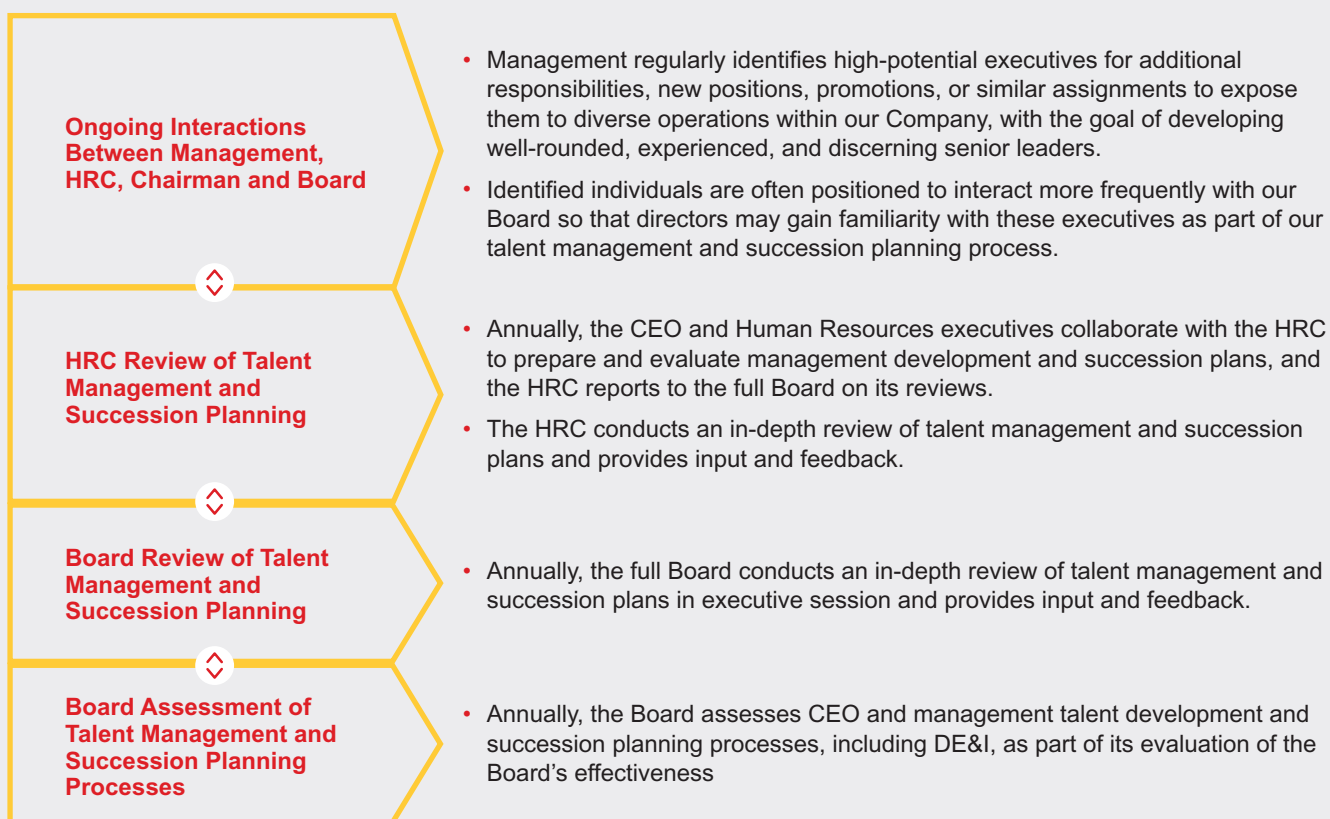 Ongoing Interactions
Between Management,
HRC, Chairman and Board
• Management regularly identifies high-potential executives for additional
responsibilities, new positions, promotions, or similar assignments to expose
them to diverse operations within our Company, with the goal of developing
well-rounded, experienced, and discerning senior leaders.
• Identified individuals are often positioned to interact more frequently with our
Board so that directors may gain familiarity with these executives as part of our
talent management and succession planning process.
HRC Review of Talent
Management and
Succession Planning
• Annually, the CEO and Human Resources executives collaborate with the HRC
to prepare and evaluate management development and succession plans, and
the HRC reports to the full Board on its reviews.
• The HRC conducts an in-depth review of talent management and succession
plans and provides input and feedback.
Board Review of Talent
Management and
Succession Planning
• Annually, the full Board conducts an in-depth review of talent management and
succession plans in executive session and provides input and feedback.
Board Assessment of
Talent Management and
Succession Planning
Processes
• Annually, the Board assesses CEO and management talent development and
succession planning processes, including DE&I, as part of its evaluation of the
Board’s effectiveness